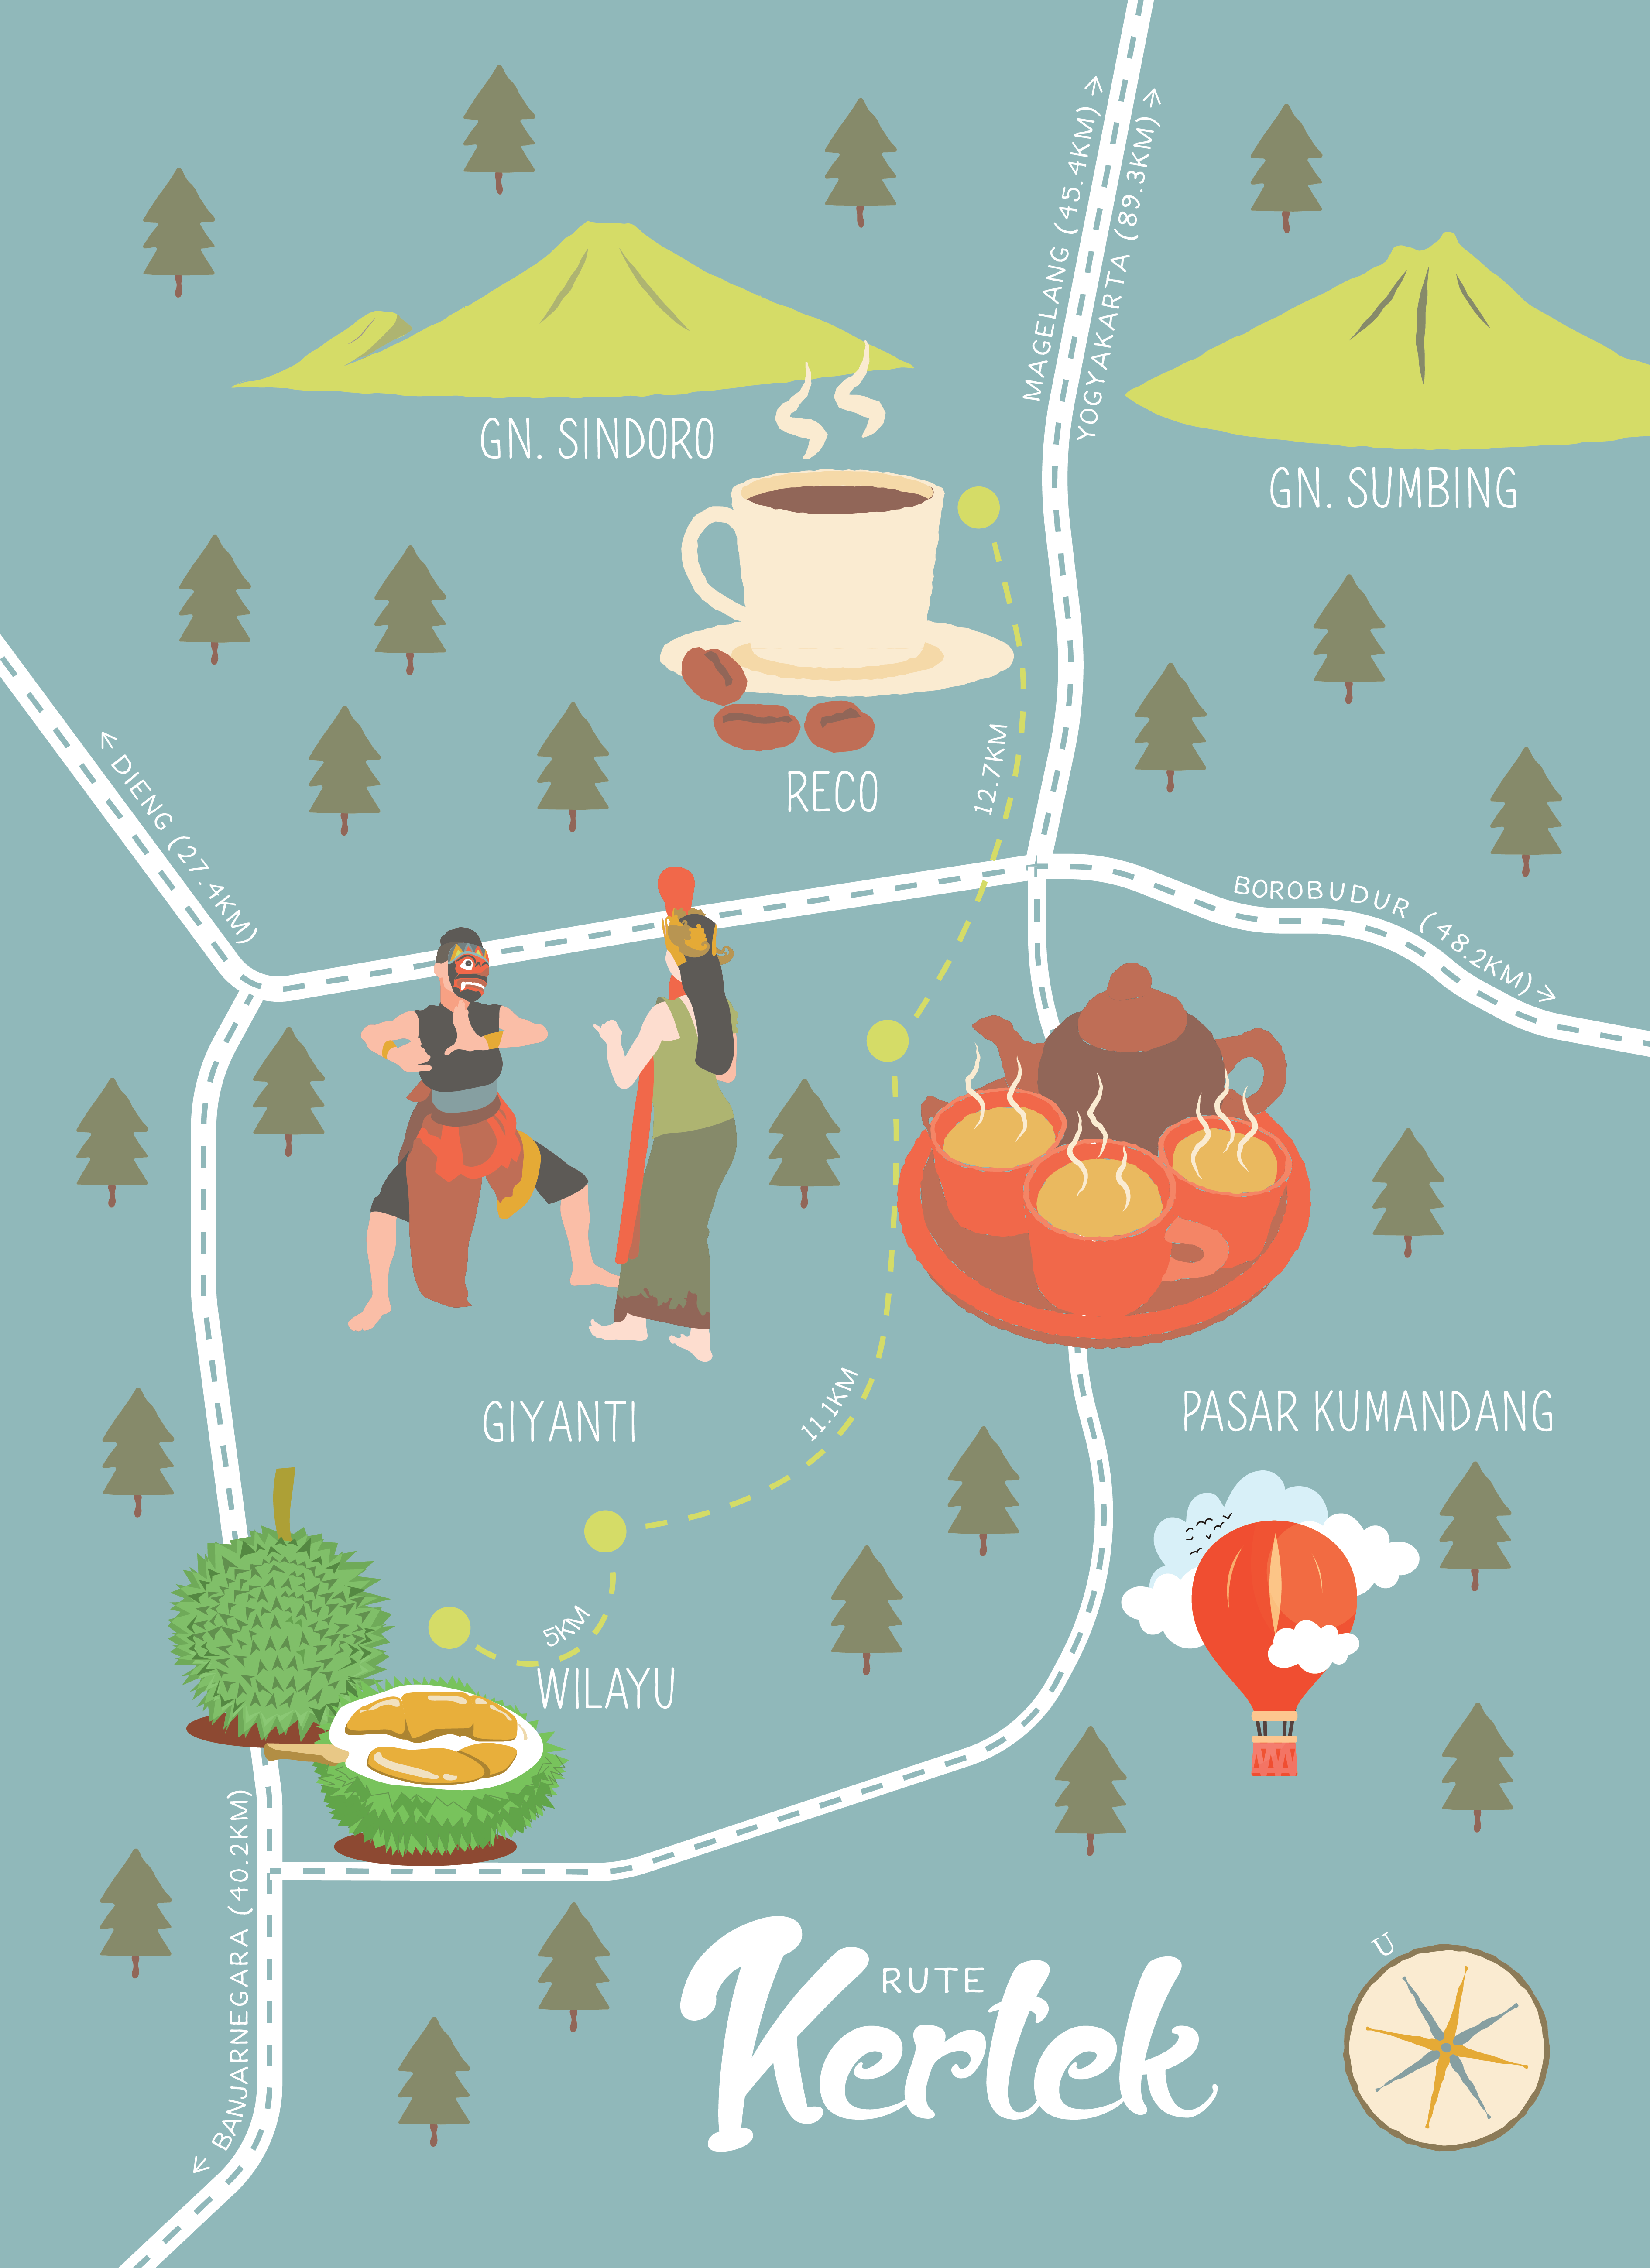 MAGELANG (45.4KM) →
YOGYAKARTA (89.3KM) →
GN. SINDORO
GN. SUMBING
RECO
12.7KM
← DIENG (27.4KM)
BOROBUDUR (48.2KM) →
GIYANTI
PASAR KUMANDANG
11.1KM
5KM
WILAYU
← BANJARNEGARA (40.2KM)
RUTE
Kertek
U